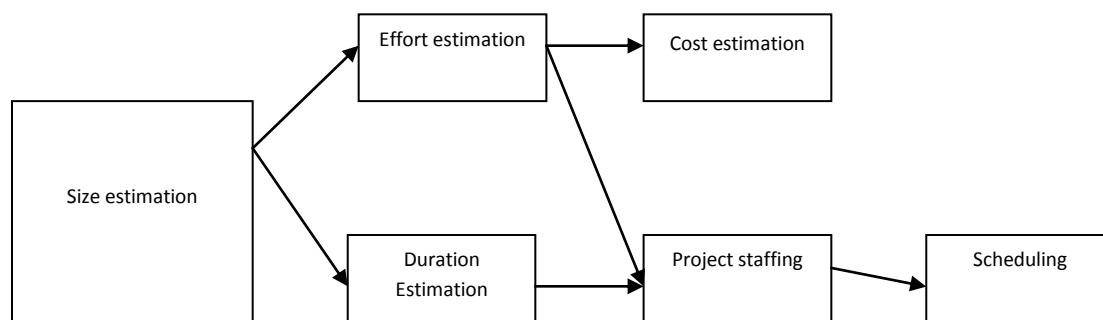 Effort estimation
Cost estimation
Size estimation
Duration
Estimation
Project staffing
Scheduling